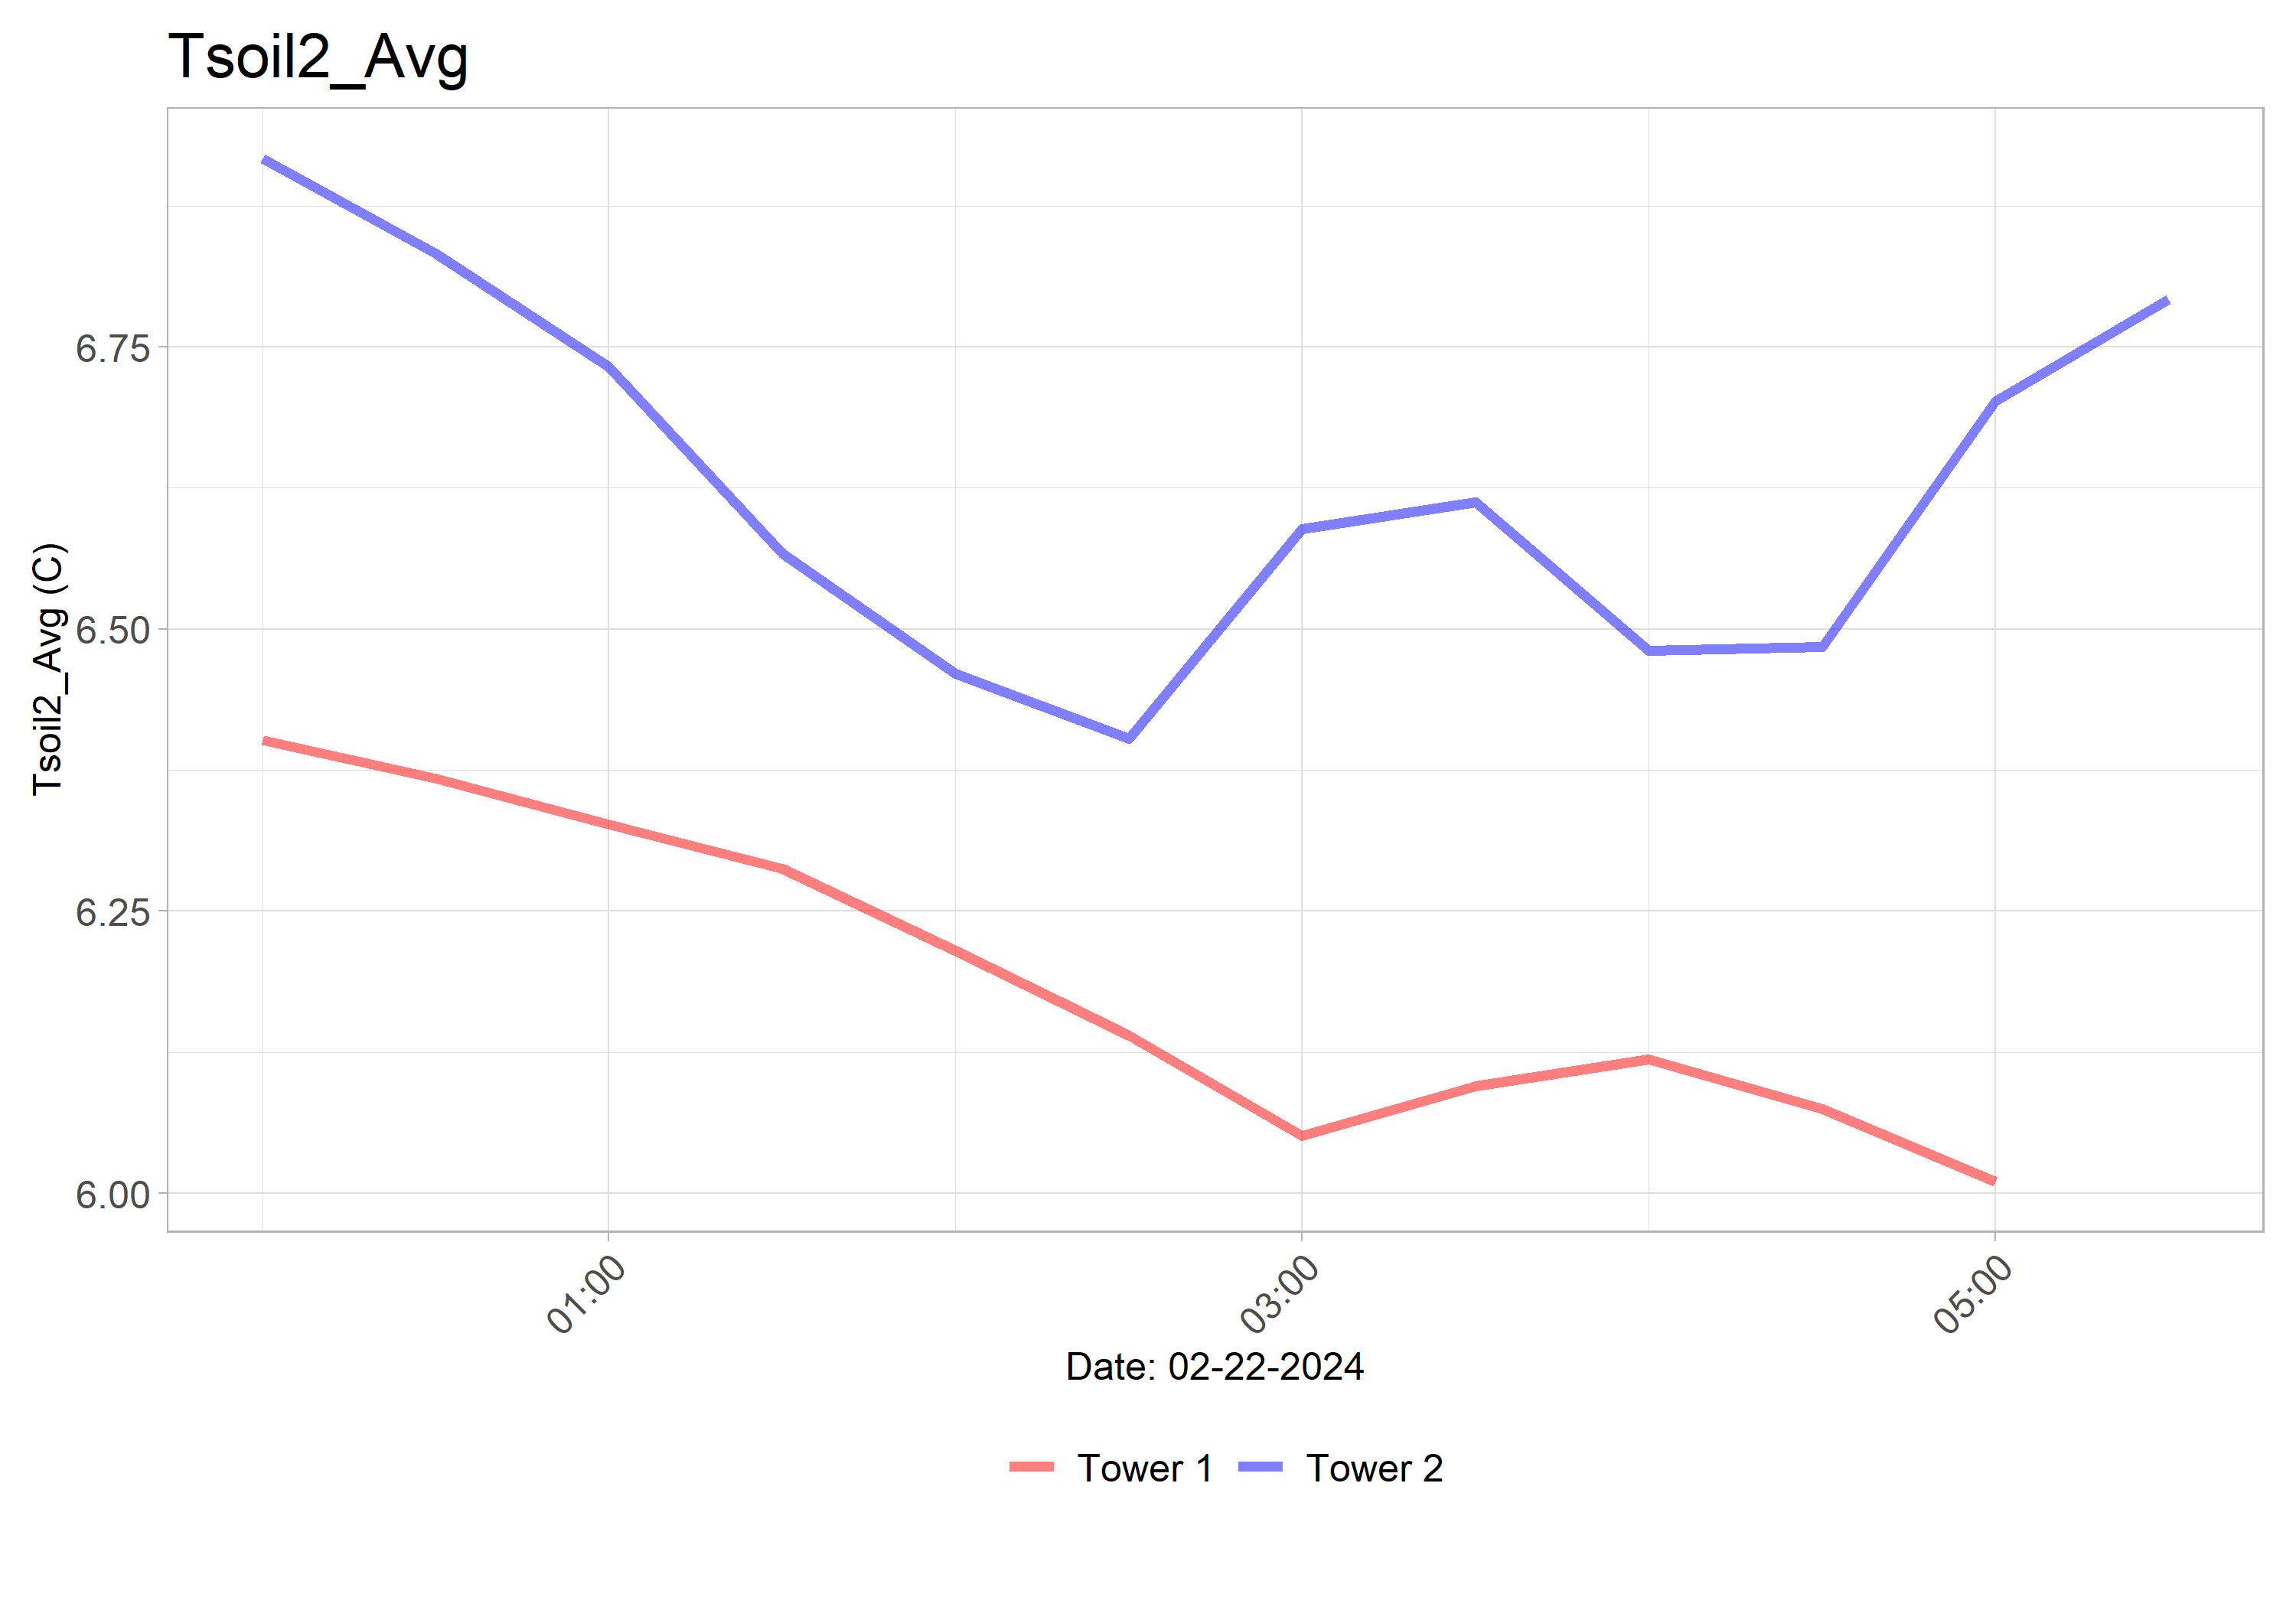 Tsoil2_Avg
Tsoil2_Avg (C)
6.75
6.50
6.25
6.00
01:00
03:00
05:00
Date: 02-22-2024
Tower 1
Tower 2